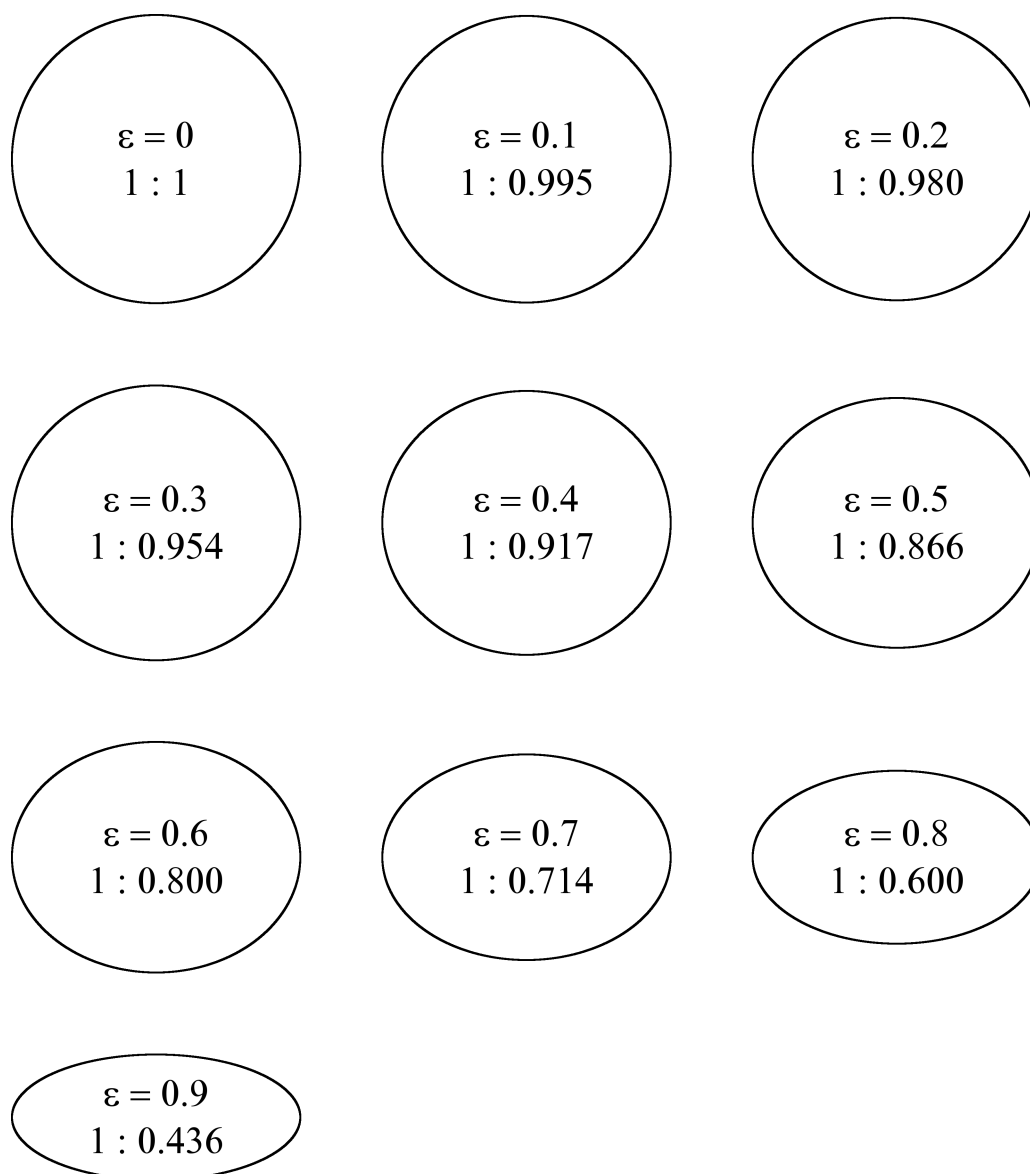 ε = 0
1 : 1
ε = 0.1
1 : 0.995
ε = 0.2
1 : 0.980
ε = 0.3
1 : 0.954
ε = 0.4
1 : 0.917
ε = 0.5
1 : 0.866
ε = 0.6
1 : 0.800
ε = 0.7
1 : 0.714
ε = 0.8
1 : 0.600
ε = 0.9
1 : 0.436